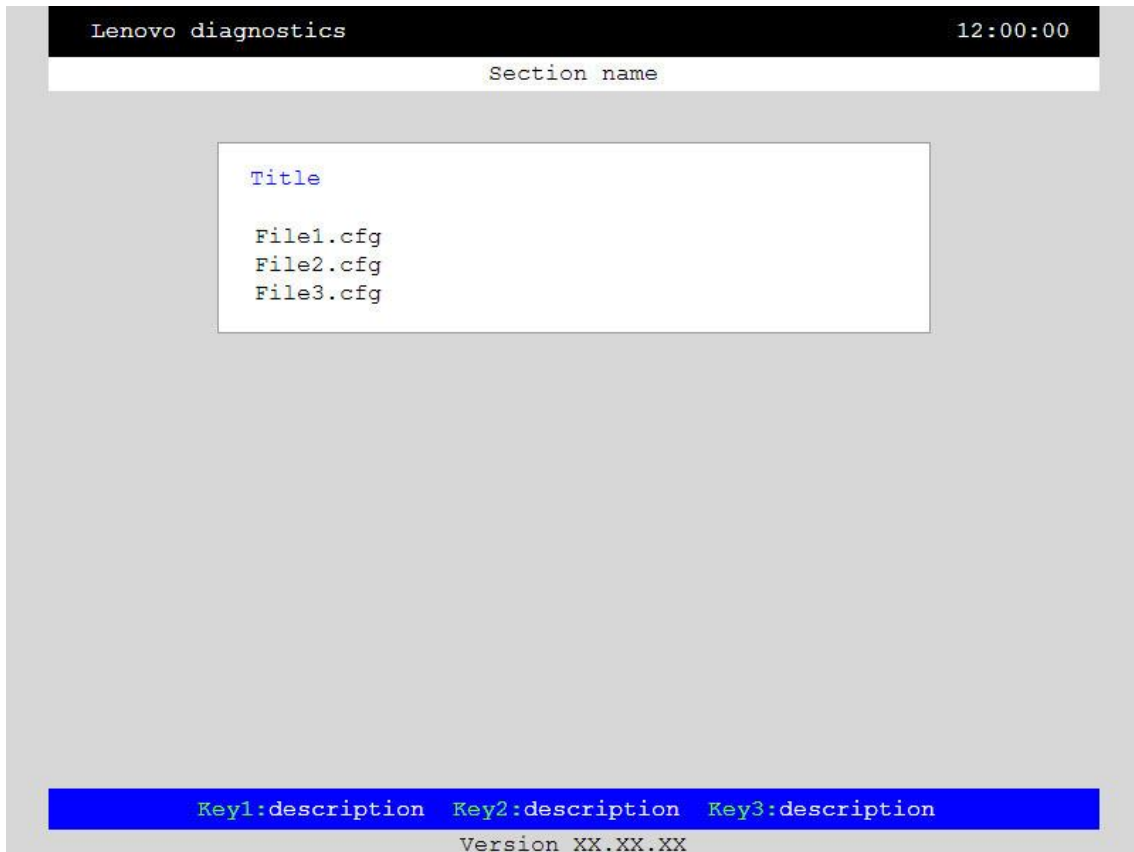 Lenovo diagnostics 12:00:00
Section name
Title
File1.cfg
File2.cfg
File3.cfg
Key1:description Key2:description Key3:description
Version XX.XX.XX